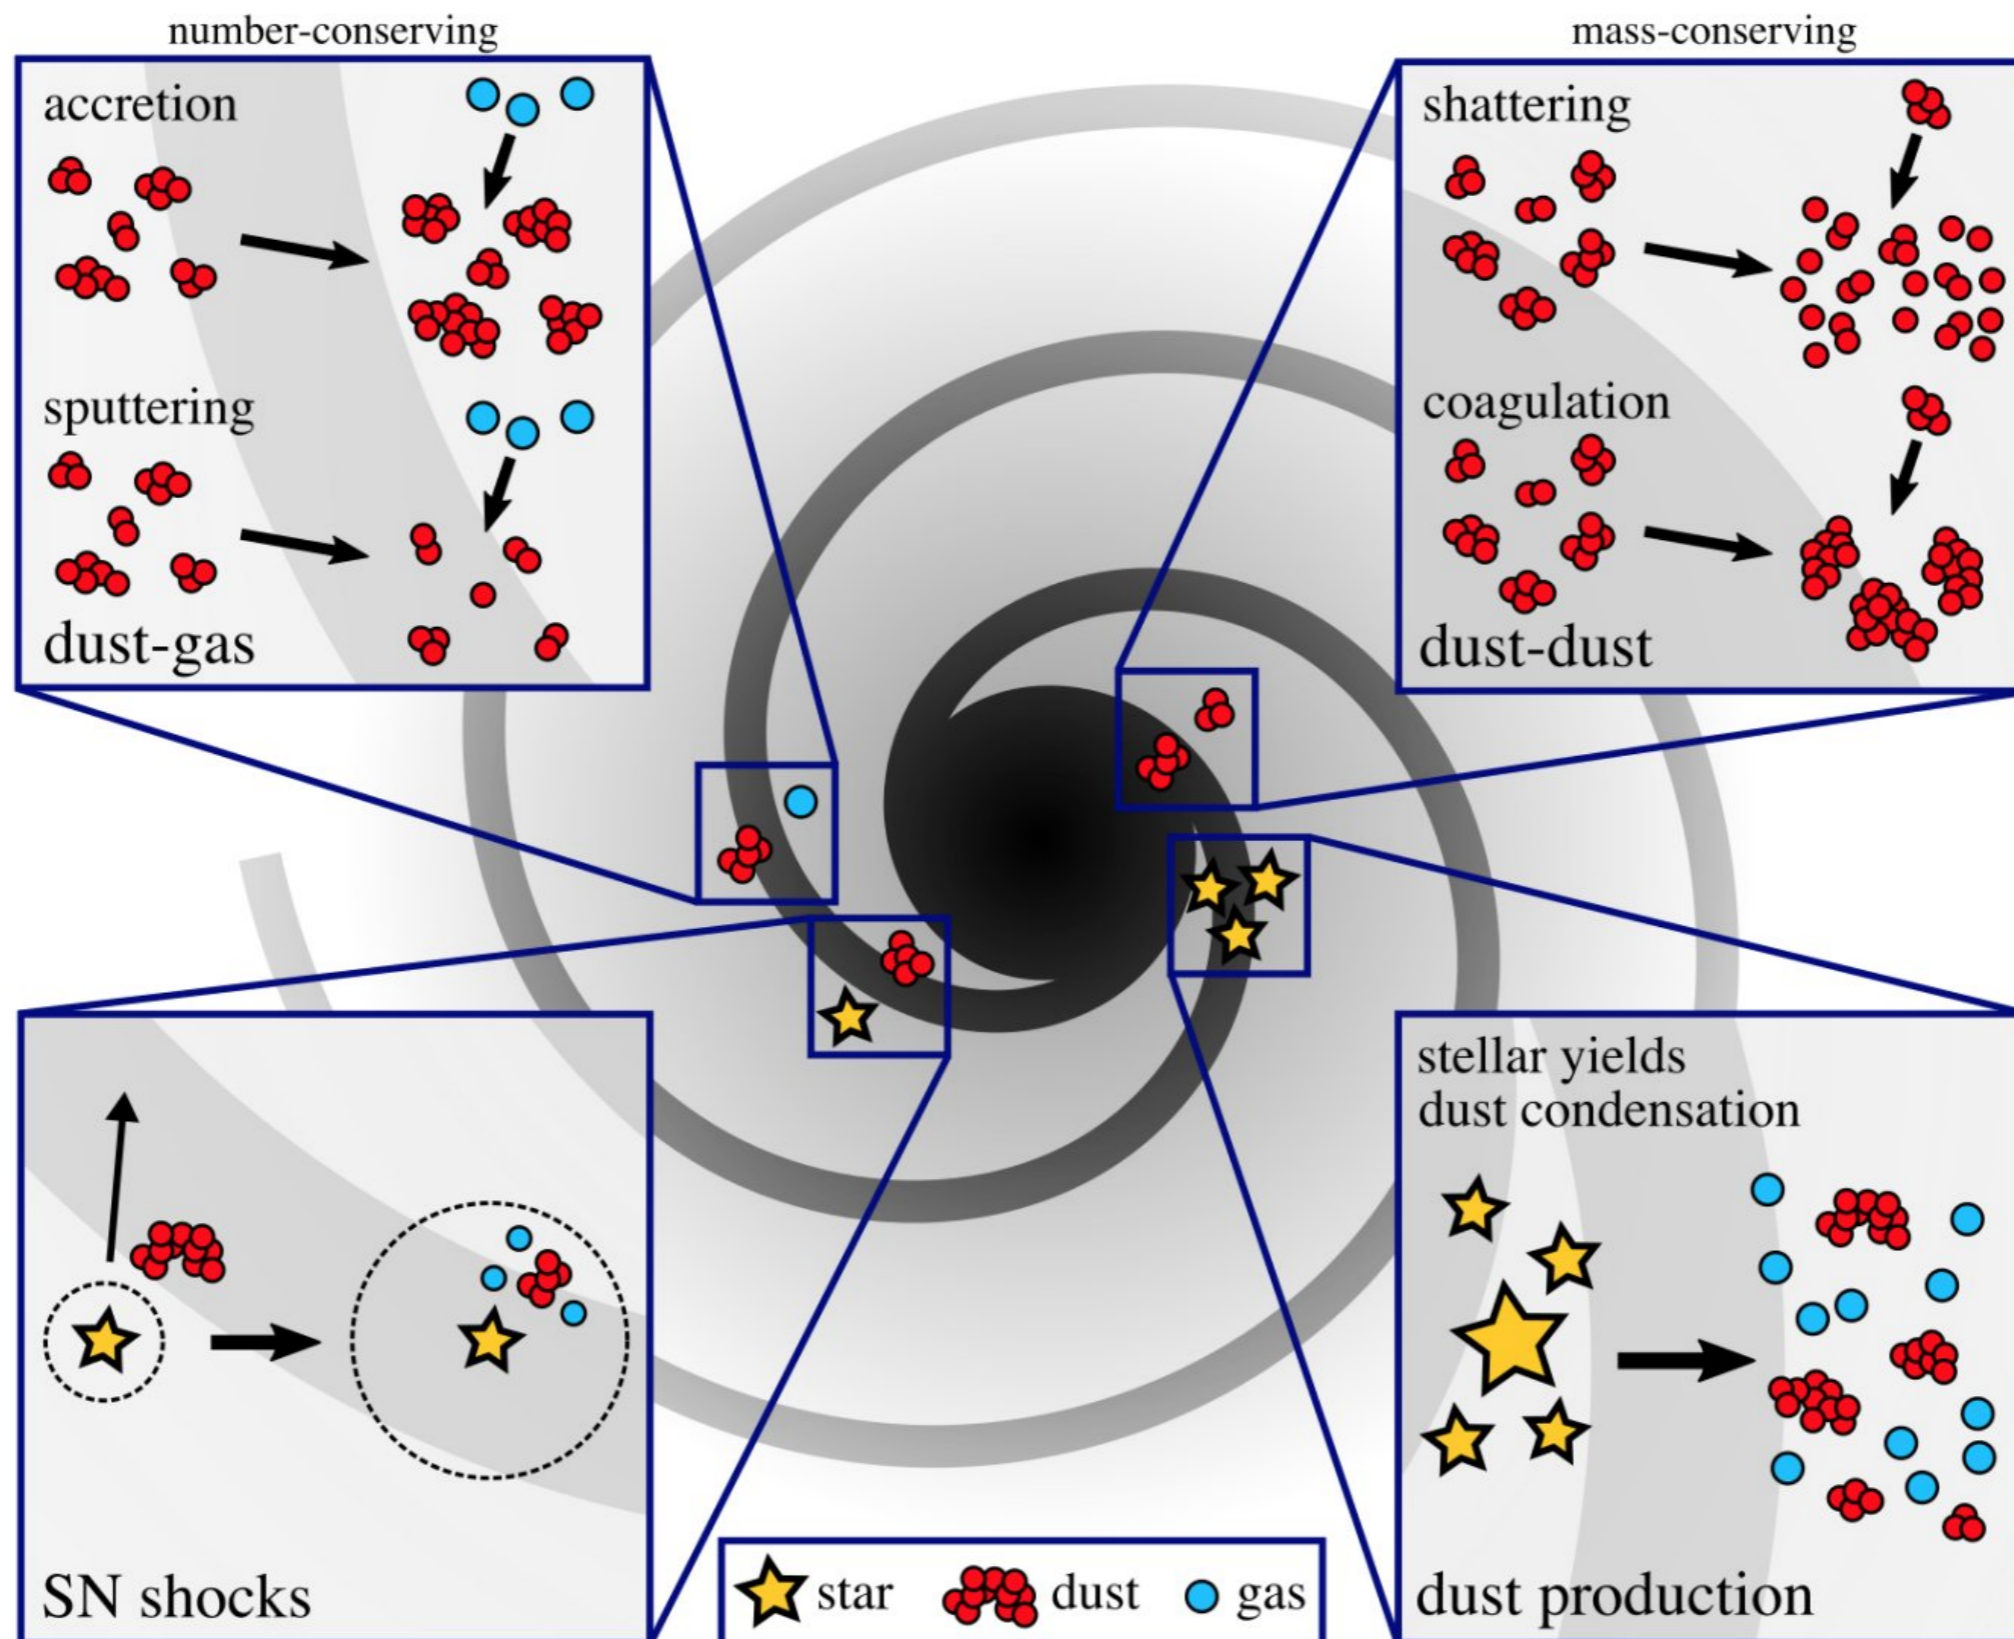 number-conserving
mass-conserving
accretion
sputtering
dust-gas
shattering
coagulation
dust-dust
SN shocks
stellar yields
dust condensation
dust production
star
dust
gas